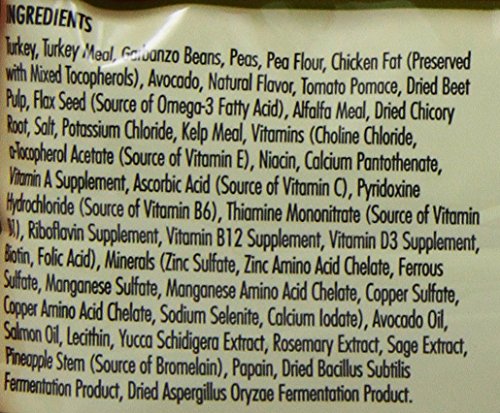 INGREDIENTS
Turkey, Turkey Meal, Garbanzo Beans, Peas, Pea Flour, Chicken Fat (Preserved
with Mixed Tocopherols), Avocado, Natural Flavor, Tomato Pomace, Dried Beet
Pulp, Flax Seed (Source of Omega-3 Fatty Acid), Alfalfa Meal, Dried Chicory
Root, Salt, Potassium Chloride, Kelp Meal, Vitamins (Choline Chloride,
a-Tocopherol Acetate (Source of Vitamin E), Niacin, Calcium Pantothenate,
Vitamin A Supplement, Ascorbic Acid (Source of Vitamin C), Pyridoxine
Hydrochloride (Source of Vitamin B6), Thiamine Mononitrate (Source of Vitamin
B1), Riboflavin Supplement, Vitamin B12 Supplement, Vitamin D3 Supplement,
Biotin, Folic Acid), Minerals (Zinc Sulfate, Zinc Amino Acid Chelate, Ferrous
Sulfate, Manganese Sulfate, Manganese Amino Acid Chelate, Copper Sulfate,
Copper Amino Acid Chelate, Sodium Selenite, Calcium Iodate), Avocado Oil,
Salmon Oil, Lecithin, Yucca Schidigera Extract, Rosemary Extract, Sage Extract,
Pineapple Stem (Source of Bromelain), Papain, Dried Bacillus Subtilis
Fermentation Product, Dried Aspergillus Oryzae Fermentation Product.